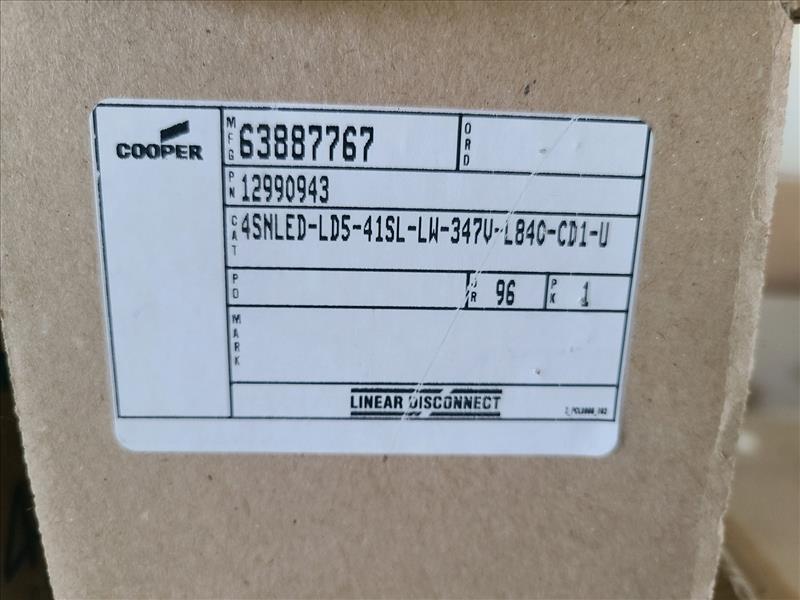 COOPER
MFG 63887767
ORD
PN 12990943
CAT 4SNLED-LD5-41SL-LW-347V-L840-CD1-U
PO
96
PK 1
MARK
LINEAR DISCONNECT